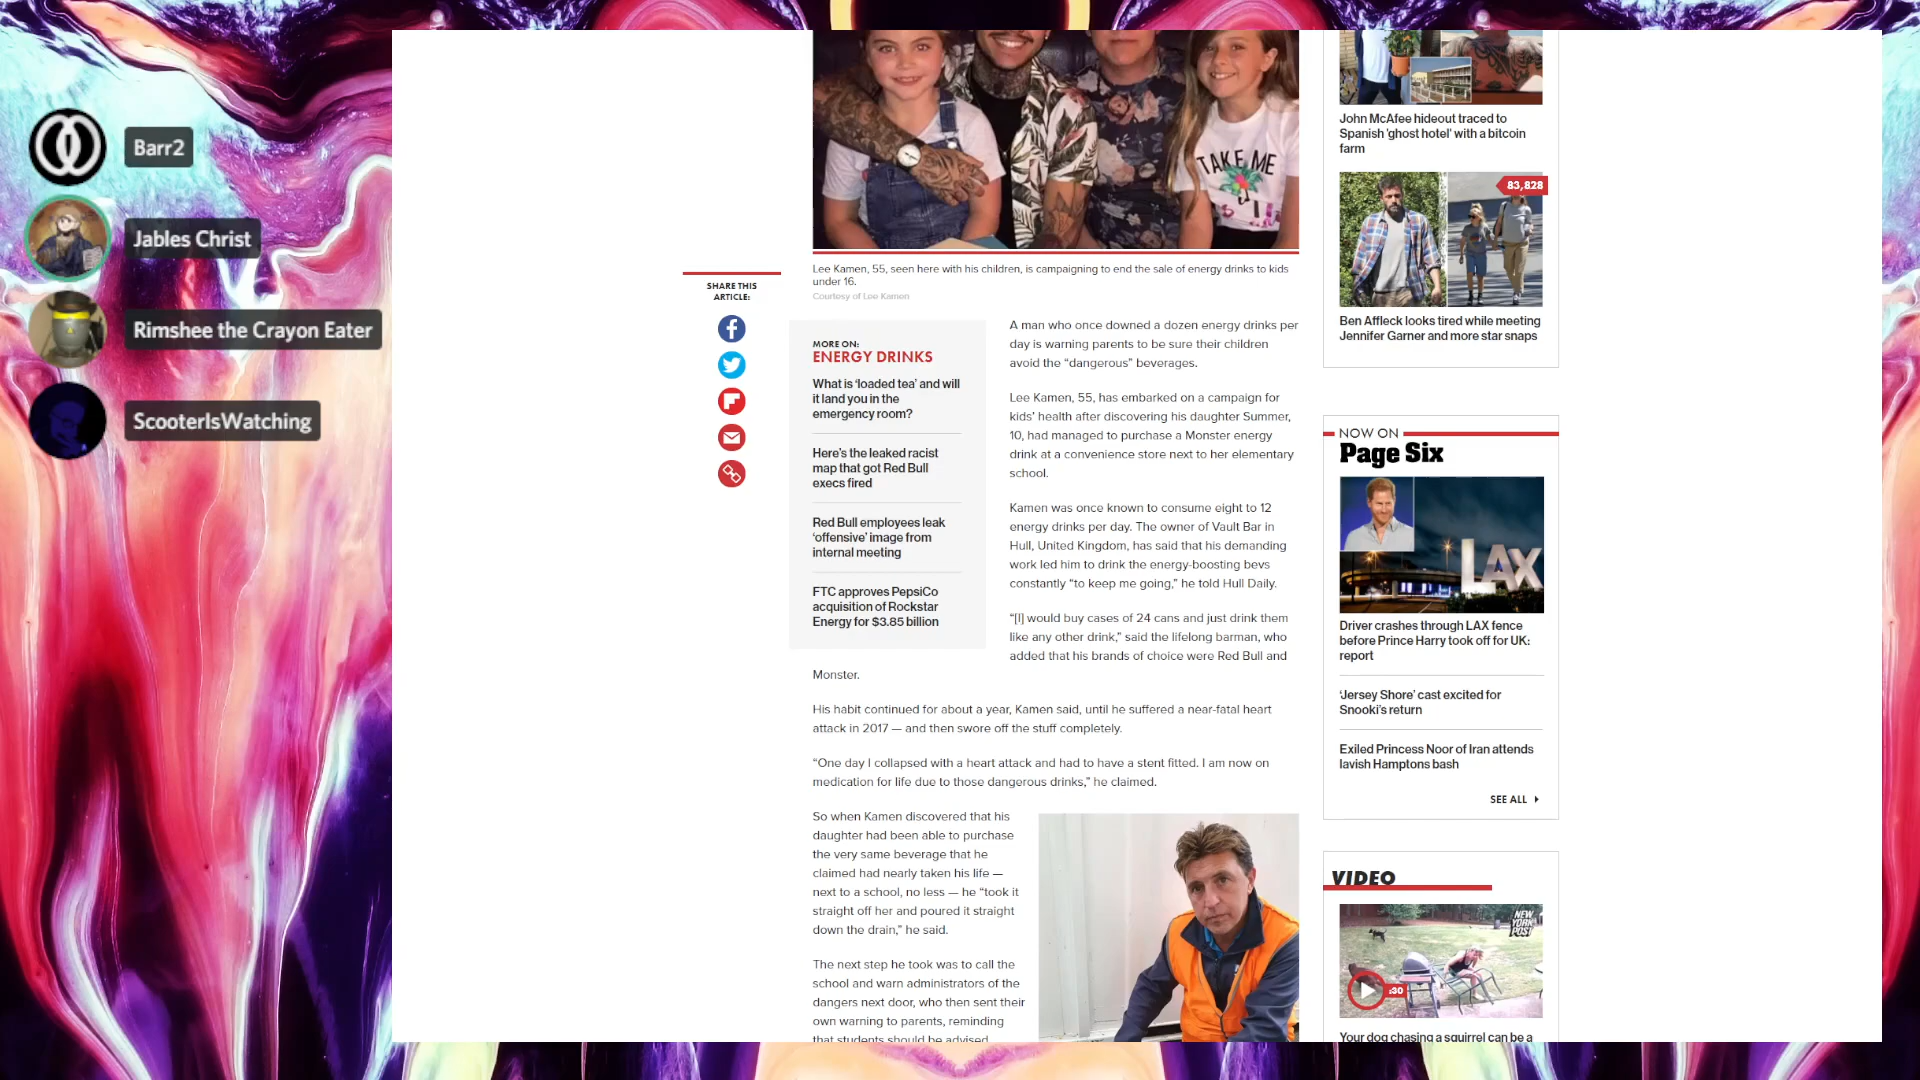 Barr2
Jables Christ
Rimshee the Crayon Eater
ScooterIsWatching
TAKE ME
Lee Kamen, 55, seen here with his children, is campaigning to end the sale of energy drinks to kids
under 16.
Courtesy of Lee Kamen
SHARE THIS
ARTICLE:
MORE ON:
ENERGY DRINKS
What is ‘loaded tea’ and will
it land you in the
emergency room?
Here’s the leaked racist
map that got Red Bull
execs fired
Red Bull employees leak
‘offensive’ image from
internal meeting
FTC approves PepsiCo
acquisition of Rockstar
Energy for $3.85 billion
A man who once downed a dozen energy drinks per
day is warning parents to be sure their children
avoid the “dangerous” beverages.
Lee Kamen, 55, has embarked on a campaign for
kids’ health after discovering his daughter Summer,
10, had managed to purchase a Monster energy
drink at a convenience store next to her elementary
school.
Kamen was once known to consume eight to 12
energy drinks per day. The owner of Vault Bar in
Hull, United Kingdom, has said that his demanding
work led him to drink the energy-boosting bevs
constantly “to keep me going,” he told Hull Daily.
“[I] would buy cases of 24 cans and just drink them
like any other drink,” said the lifelong barman, who
added that his brands of choice were Red Bull and
Monster.
His habit continued for about a year, Kamen said, until he suffered a near-fatal heart
attack in 2017 — and then swore off the stuff completely.
“One day I collapsed with a heart attack and had to have a stent fitted. I am now on
medication for life due to those dangerous drinks,” he claimed.
So when Kamen discovered that his
daughter had been able to purchase
the very same beverage that he
claimed had nearly taken his life —
next to a school, no less — he “took it
straight off her and poured it straight
down the drain,” he said.
The next step he took was to call the
school and warn administrators of the
dangers next door, who then sent their
own warning to parents, reminding
that students should be advised
John McAfee hideout traced to
Spanish ‘ghost hotel’ with a bitcoin
farm
83,828
Ben Affleck looks tired while meeting
Jennifer Garner and more star snaps
NOW ON
Page Six
LAX
Driver crashes through LAX fence
before Prince Harry took off for UK:
report
‘Jersey Shore’ cast excited for
Snooki’s return
Exiled Princess Noor of Iran attends
lavish Hamptons bash
SEE ALL
VIDEO
NEW
YORK
POST
:30
Your dog chasing a squirrel can be a